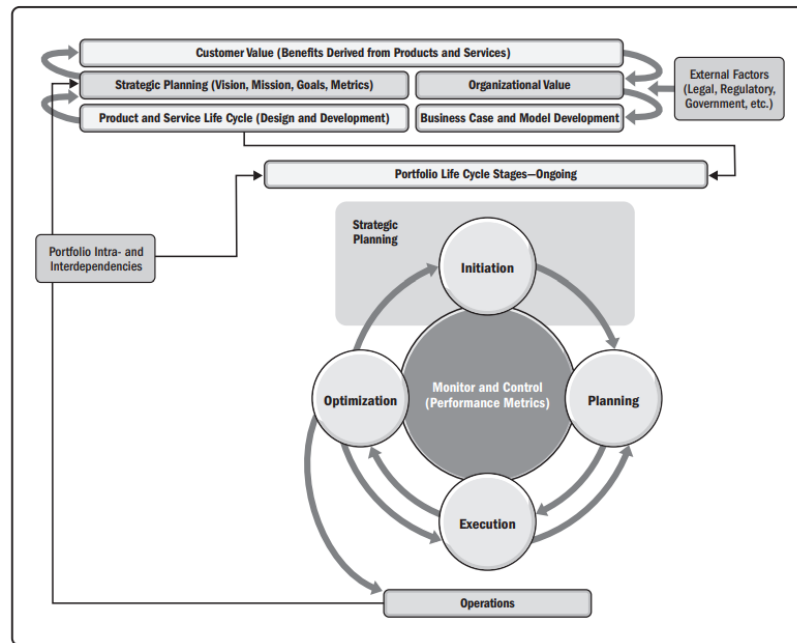 Customer Value (Benefits Derived from Products and Services)
Strategic Planning (Vision, Mission, Goals, Metrics)
Organizational Value
External Factors
(Legal, Regulatory,
Government, etc.)
Product and Service Life Cycle (Design and Development)
Business Case and Model Development
Portfolio Life Cycle Stages—Ongoing
Portfolio Intra- and
Interdependencies
Strategic
Planning
Initiation
Optimization
Monitor and Control
(Performance Metrics)
Planning
Execution
Operations